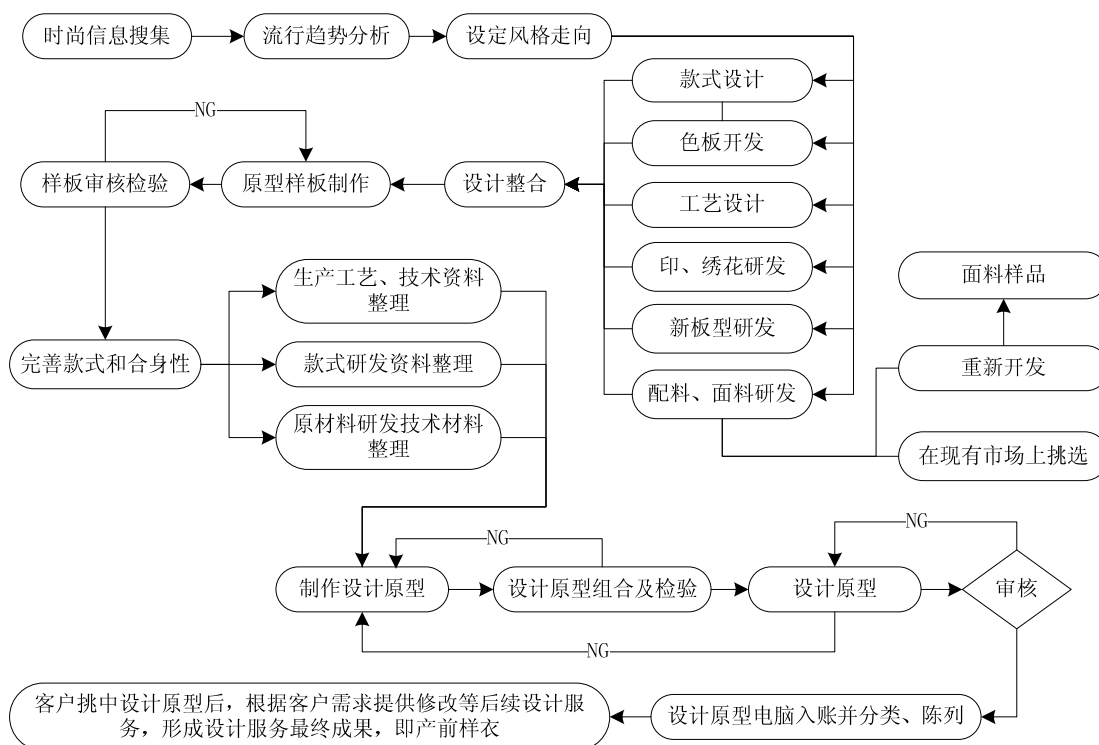 时尚信息搜集
流行趋势分析
设定风格走向
款式设计
NG
色板开发
样板审核检验
原型样板制作
设计整合
工艺设计
印、绣花研发
面料样品
生产工艺、技术资料
整理
新板型研发
完善款式和合身性
款式研发资料整理
重新开发
配料、面料研发
原材料研发技术材料
整理
在现有市场上挑选
NG
NG
制作设计原型
设计原型组合及检验
设计原型
审核
NG
客户挑中设计原型后，根据客户需求提供修改等后续设计服
务，形成设计服务最终成果，即产前样衣
设计原型电脑入账并分类、陈列